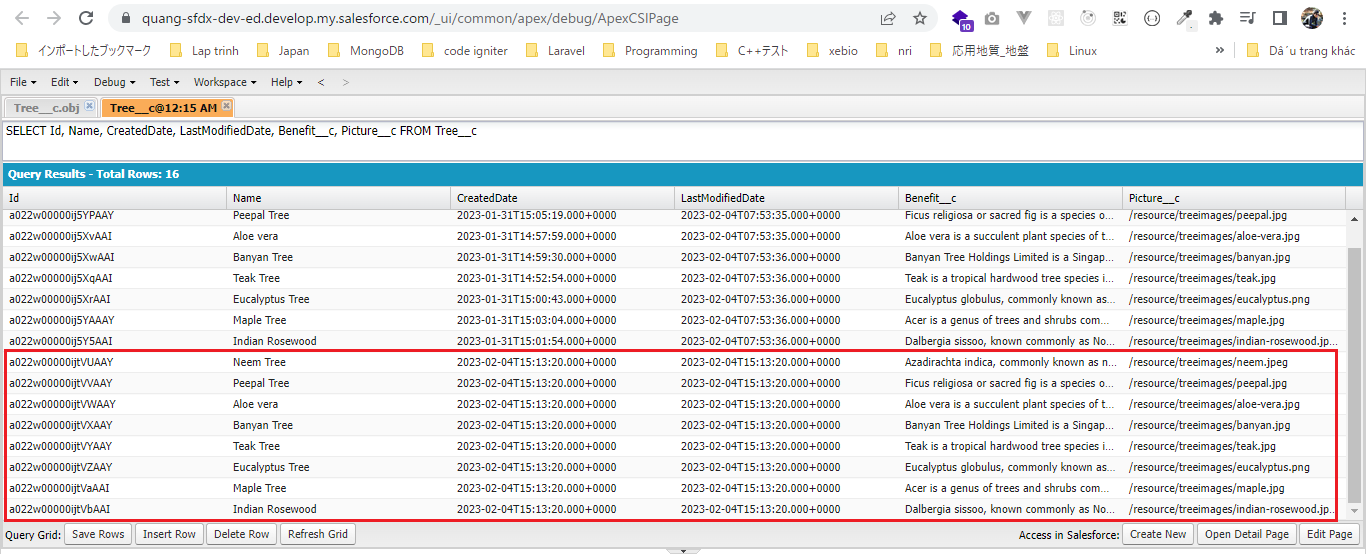 quang-sfdx-dev-ed.develop.my.salesforce.com/_ui/common/apex/debug/ApexCSIPage
10
インポートしたブックマーク Lap trinh Japan MongoDB code igniter Laravel Programming C++テスト xebio nri 応用地質_地盤 Linux » Dấu trang khác
File Edit Debug Test Workspace Help < >
Tree__c.obj Tree__c@12:15 AM
SELECT Id, Name, CreatedDate, LastModifiedDate, Benefit__c, Picture__c FROM Tree__c
Query Results - Total Rows: 16
Id Name CreatedDate LastModifiedDate Benefit__c Picture__c
a022w00000ij5YPAAY Peepal Tree 2023-01-31T15:05:19.000+0000 2023-02-04T07:53:35.000+0000 Ficus religiosa or sacred fig is a species o... /resource/treeimages/peepal.jpg
a022w00000ij5XvAAI Aloe vera 2023-01-31T14:57:59.000+0000 2023-02-04T07:53:35.000+0000 Aloe vera is a succulent plant species of t... /resource/treeimages/aloe-vera.jpg
a022w00000ij5XwAAI Banyan Tree 2023-01-31T14:59:30.000+0000 2023-02-04T07:53:36.000+0000 Banyan Tree Holdings Limited is a Singap... /resource/treeimages/banyan.jpg
a022w00000ij5XqAAI Teak Tree 2023-01-31T14:52:54.000+0000 2023-02-04T07:53:36.000+0000 Teak is a tropical hardwood tree species i... /resource/treeimages/teak.jpg
a022w00000ij5XrAAI Eucalyptus Tree 2023-01-31T15:00:43.000+0000 2023-02-04T07:53:36.000+0000 Eucalyptus globulus, commonly known as... /resource/treeimages/eucalyptus.png
a022w00000ij5YAAAY Maple Tree 2023-01-31T15:03:04.000+0000 2023-02-04T07:53:36.000+0000 Acer is a genus of trees and shrubs com... /resource/treeimages/maple.jpg
a022w00000ij5Y5AAI Indian Rosewood 2023-01-31T15:01:54.000+0000 2023-02-04T07:53:36.000+0000 Dalbergia sissoo, known commonly as No... /resource/treeimages/indian-rosewood.jp...
a022w00000ijtVUAAY Neem Tree 2023-02-04T15:13:20.000+0000 2023-02-04T15:13:20.000+0000 Azadirachta indica, commonly known as n... /resource/treeimages/neem.jpeg
a022w00000ijtVVAAY Peepal Tree 2023-02-04T15:13:20.000+0000 2023-02-04T15:13:20.000+0000 Ficus religiosa or sacred fig is a species o... /resource/treeimages/peepal.jpg
a022w00000ijtVWAAY Aloe vera 2023-02-04T15:13:20.000+0000 2023-02-04T15:13:20.000+0000 Aloe vera is a succulent plant species of t... /resource/treeimages/aloe-vera.jpg
a022w00000ijtVXAAY Banyan Tree 2023-02-04T15:13:20.000+0000 2023-02-04T15:13:20.000+0000 Banyan Tree Holdings Limited is a Singap... /resource/treeimages/banyan.jpg
a022w00000ijtVYAAY Teak Tree 2023-02-04T15:13:20.000+0000 2023-02-04T15:13:20.000+0000 Teak is a tropical hardwood tree species i... /resource/treeimages/teak.jpg
a022w00000ijtVZAAY Eucalyptus Tree 2023-02-04T15:13:20.000+0000 2023-02-04T15:13:20.000+0000 Eucalyptus globulus, commonly known as... /resource/treeimages/eucalyptus.png
a022w00000ijtVaAAI Maple Tree 2023-02-04T15:13:20.000+0000 2023-02-04T15:13:20.000+0000 Acer is a genus of trees and shrubs com... /resource/treeimages/maple.jpg
a022w00000ijtVbAAI Indian Rosewood 2023-02-04T15:13:20.000+0000 2023-02-04T15:13:20.000+0000 Dalbergia sissoo, known commonly as No... /resource/treeimages/indian-rosewood.jp...
Query Grid: Save Rows Insert Row Delete Row Refresh Grid Access in Salesforce: Create New Open Detail Page Edit Page